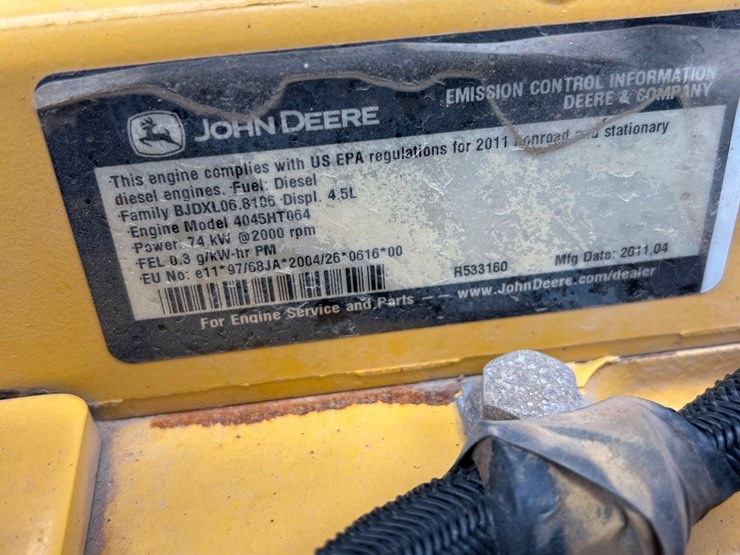 EMISSION CONTROL INFORMATION
DEERE & COMPANY
JOHN DEERE
This engine complies with US EPA regulations for 2011 nonroad and stationary
diesel engines. Fuel: Diesel
Family BJDXL06.8106 Displ. 4.5L
Engine Model 4045HT064
Power: 74 kW @2000 rpm
FEL 0.3 g/kW-hr PM
EU No: e11*97/68JA*2004/26*0616*00
R533160 Mfg Date: 2011,04
For Engine Service and Parts -- www.JohnDeere.com/dealer